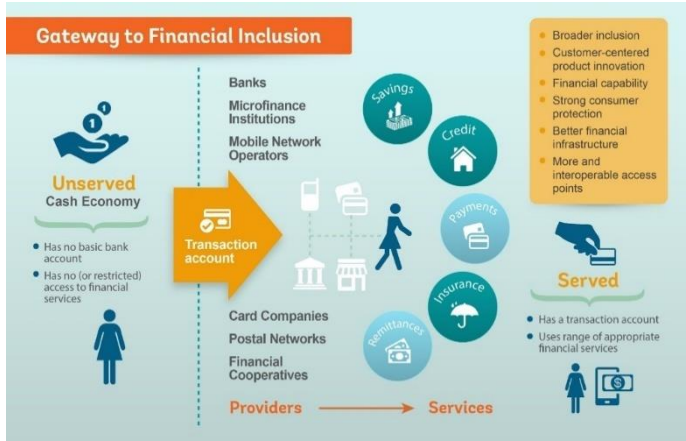 Gateway to Financial Inclusion
1
1
Unserved
Cash Economy
Has no basic bank
account
Has no (or restricted)
access to financial
services
Transaction
account
Banks
Microfinance
Institutions
Mobile Network
Operators
Card Companies
Postal Networks
Financial
Cooperatives
Providers
Services
Savings
Credit
Payments
Insurance
Remittances
Broader inclusion
Customer-centered
product innovation
Financial capability
Strong consumer
protection
Better financial
infrastructure
More and
interoperable access
points
Served
Has a transaction account
Uses range of appropriate
financial services
$